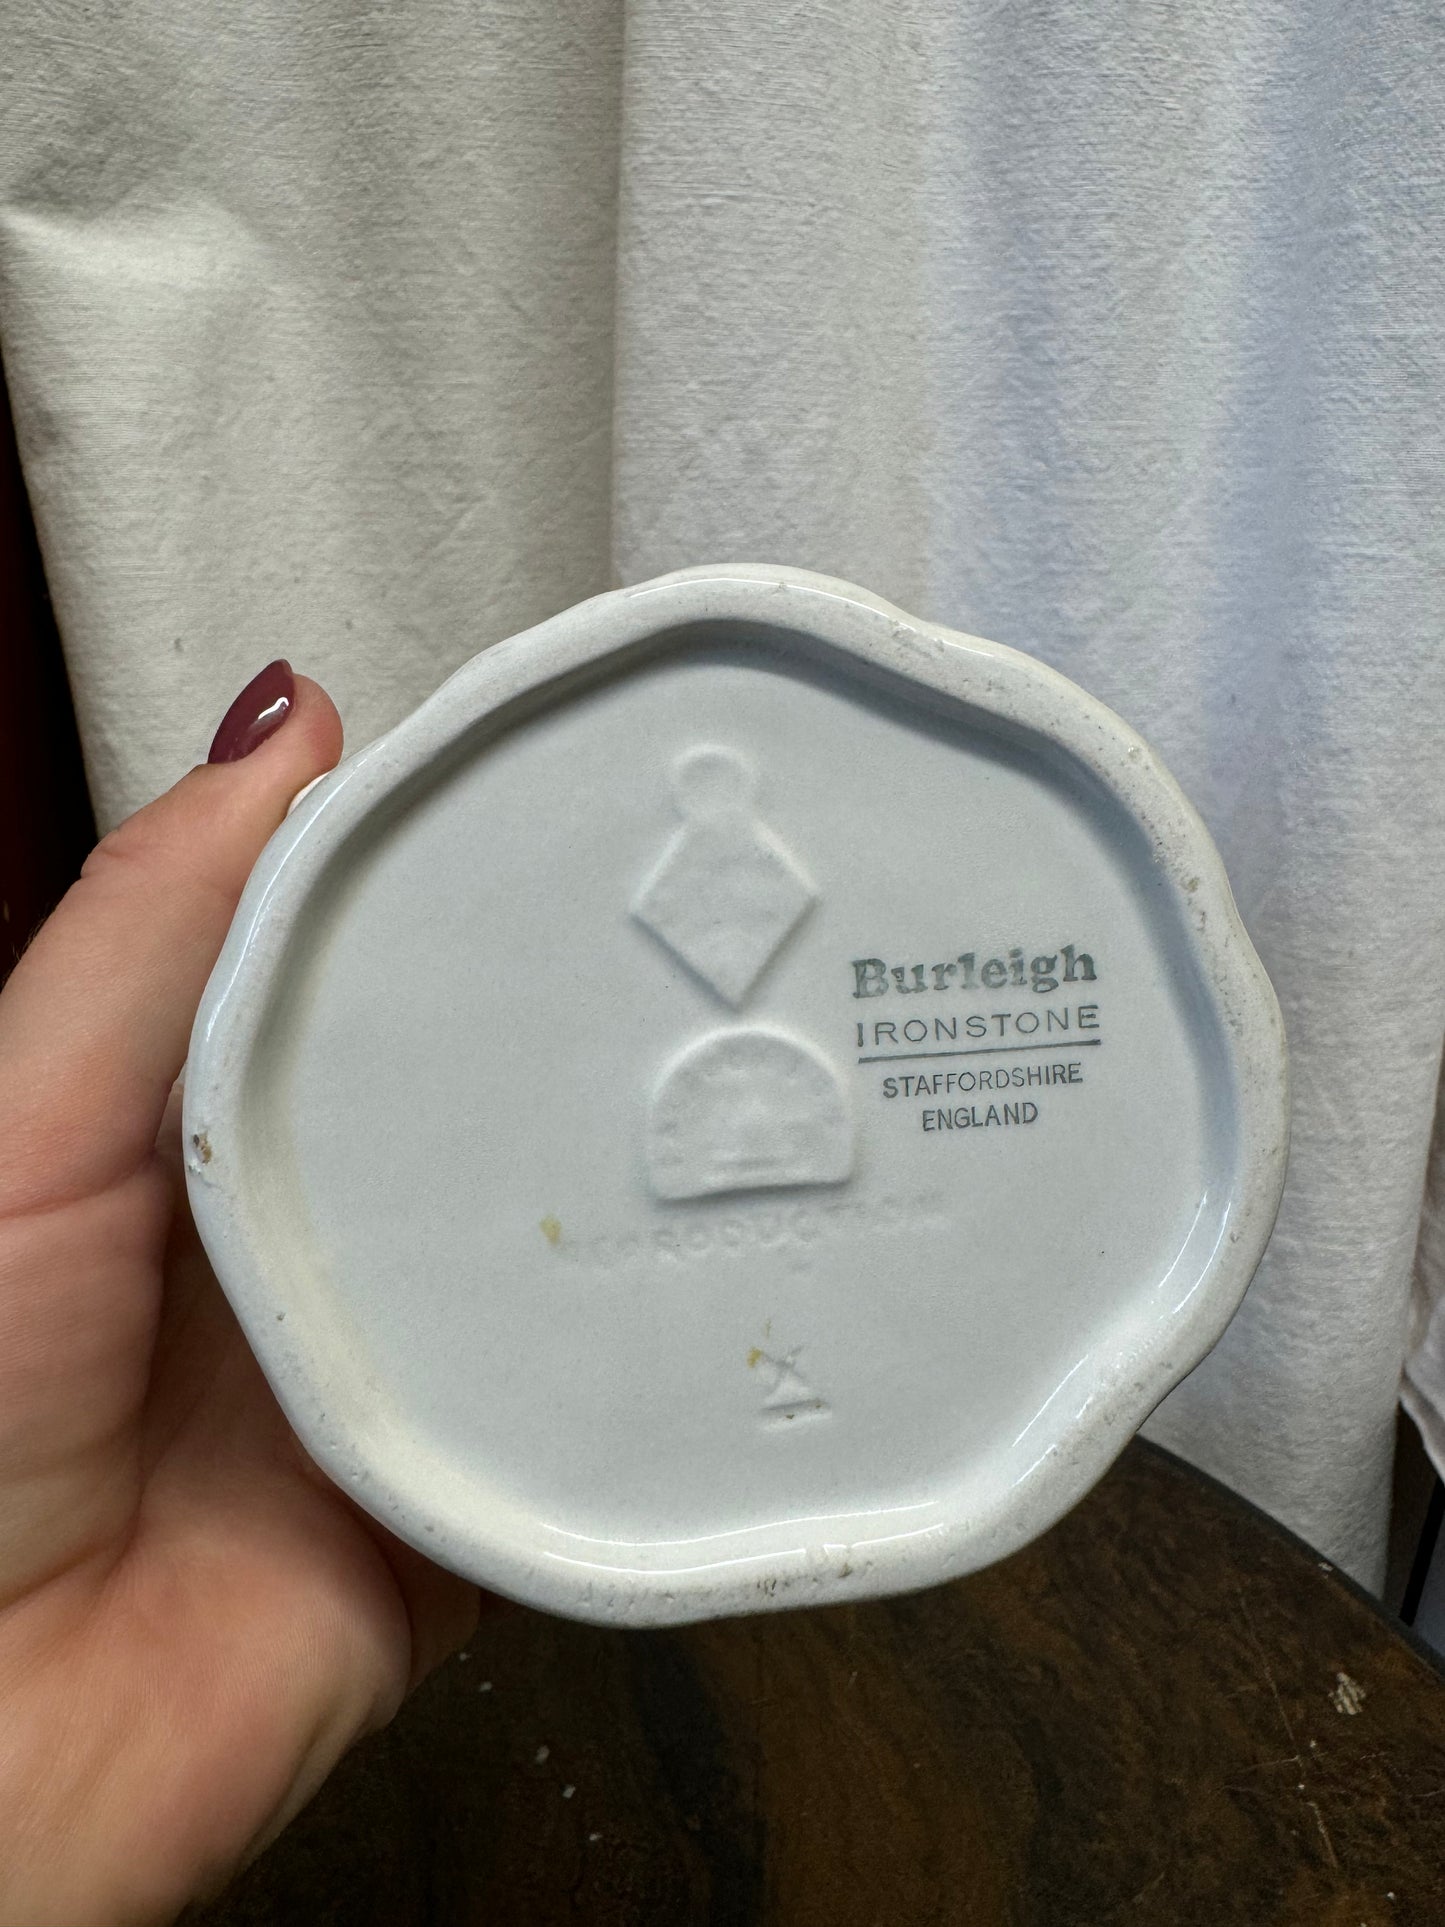 Burleigh
IRONSTONE
STAFFORDSHIRE
ENGLAND
X